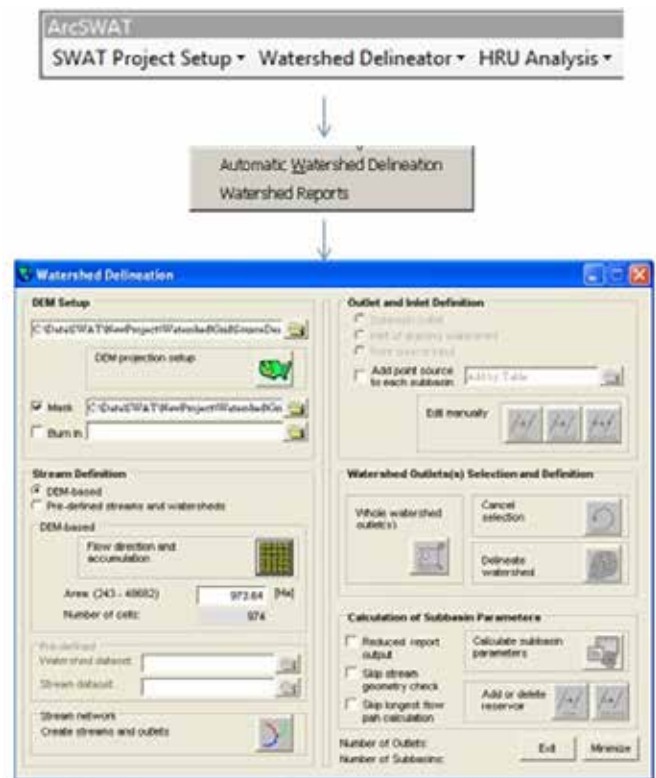 ArcSWAT
SWAT Project Setup Watershed Delineator HRU Analysis
Automatic Watershed Delineation
Watershed Reports
Watershed Delineation
DEM Setup
DEM projection setup
Mask
Burn in
Stream Definition
DEM-based
Pre-defined streams and watersheds
DEM-based
Flow direction and
accumulation
Area: (243 - 48682) 973.64 [Ha]
Number of cells: 974
Pre-defined
Watershed dataset:
Stream dataset:
Stream network
Create streams and outlets
Outlet and Inlet Definition
Add point source
to each subbasin
Edit manually
Watershed Outlets(s) Selection and Definition
Whole watershed
outlet(s)
Cancel
selection
Delineate
watershed
Calculation of Subbasin Parameters
Reduced report
output
Skip stream
geometry check
Skip longest flow
path calculation
Calculate subbasin
parameters
Add or delete
reservoir
Number of Outlets:
Number of Subbasins:
Exit Minimize